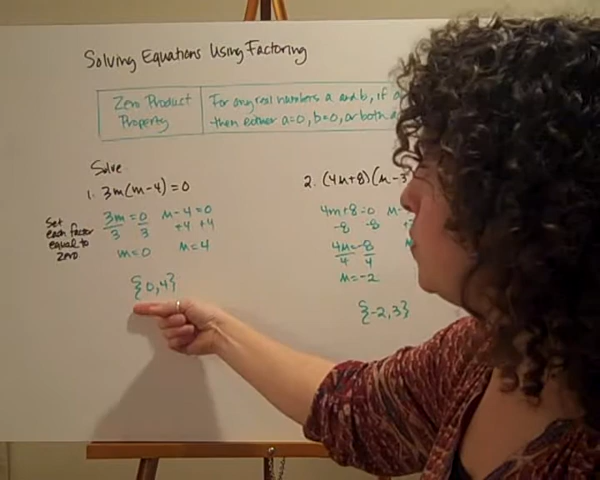 Solving Equations Using Factoring
Zero Product
Property
For any real numbers a and b, if
then either a=0, b=0, or both
Solve
1. 3m(m-4)=0
Set
each factor
equal to
zero
3m=0 m-4=0
3 3 +4 +4
m=0 m=4
{0,4}
2. (4m+8)(m-3
4m+8=0 m-
-8 -8
4m=-8
4 4
m=-2
{-2,3}